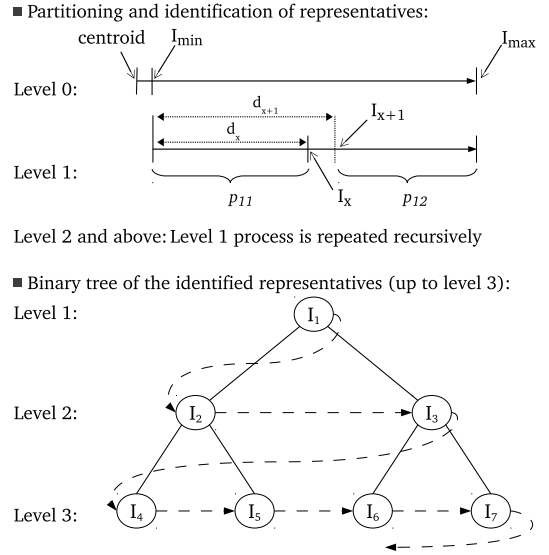 ■ Partitioning and identification of representatives:
centroid
I_min
I_max
Level 0:
d_x+1
I_x+1
d_x
Level 1:
p_11
I_x
p_12
Level 2 and above: Level 1 process is repeated recursively
■ Binary tree of the identified representatives (up to level 3):
Level 1:
I_1
Level 2:
I_2
I_3
Level 3:
I_4
I_5
I_6
I_7